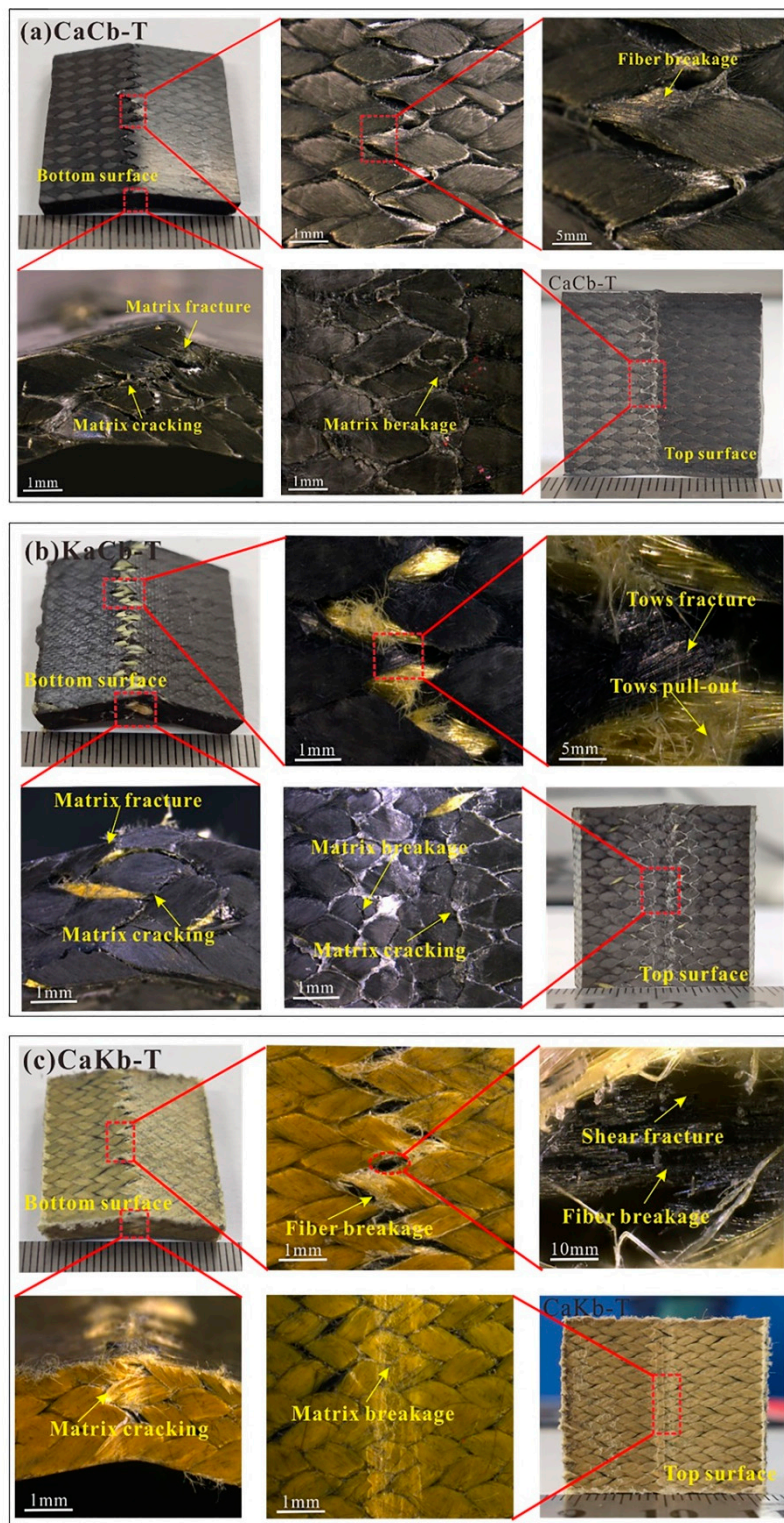 (a)CaCb-T
Bottom surface
1mm
Fiber breakage
5mm
Matrix fracture
Matrix cracking
1mm
Matrix berakage
1mm
CaCb-T
Top surface
(b)KaCb-T
Bottom surface
1mm
Tows fracture
Tows pull-out
5mm
Matrix fracture
Matrix cracking
1mm
Matrix breakage
Matrix cracking
1mm
Top surface
(c)CaKb-T
Bottom surface
Fiber breakage
1mm
Shear fracture
Fiber breakage
10mm
Matrix cracking
1mm
Matrix breakage
1mm
CaKb-T
Top surface